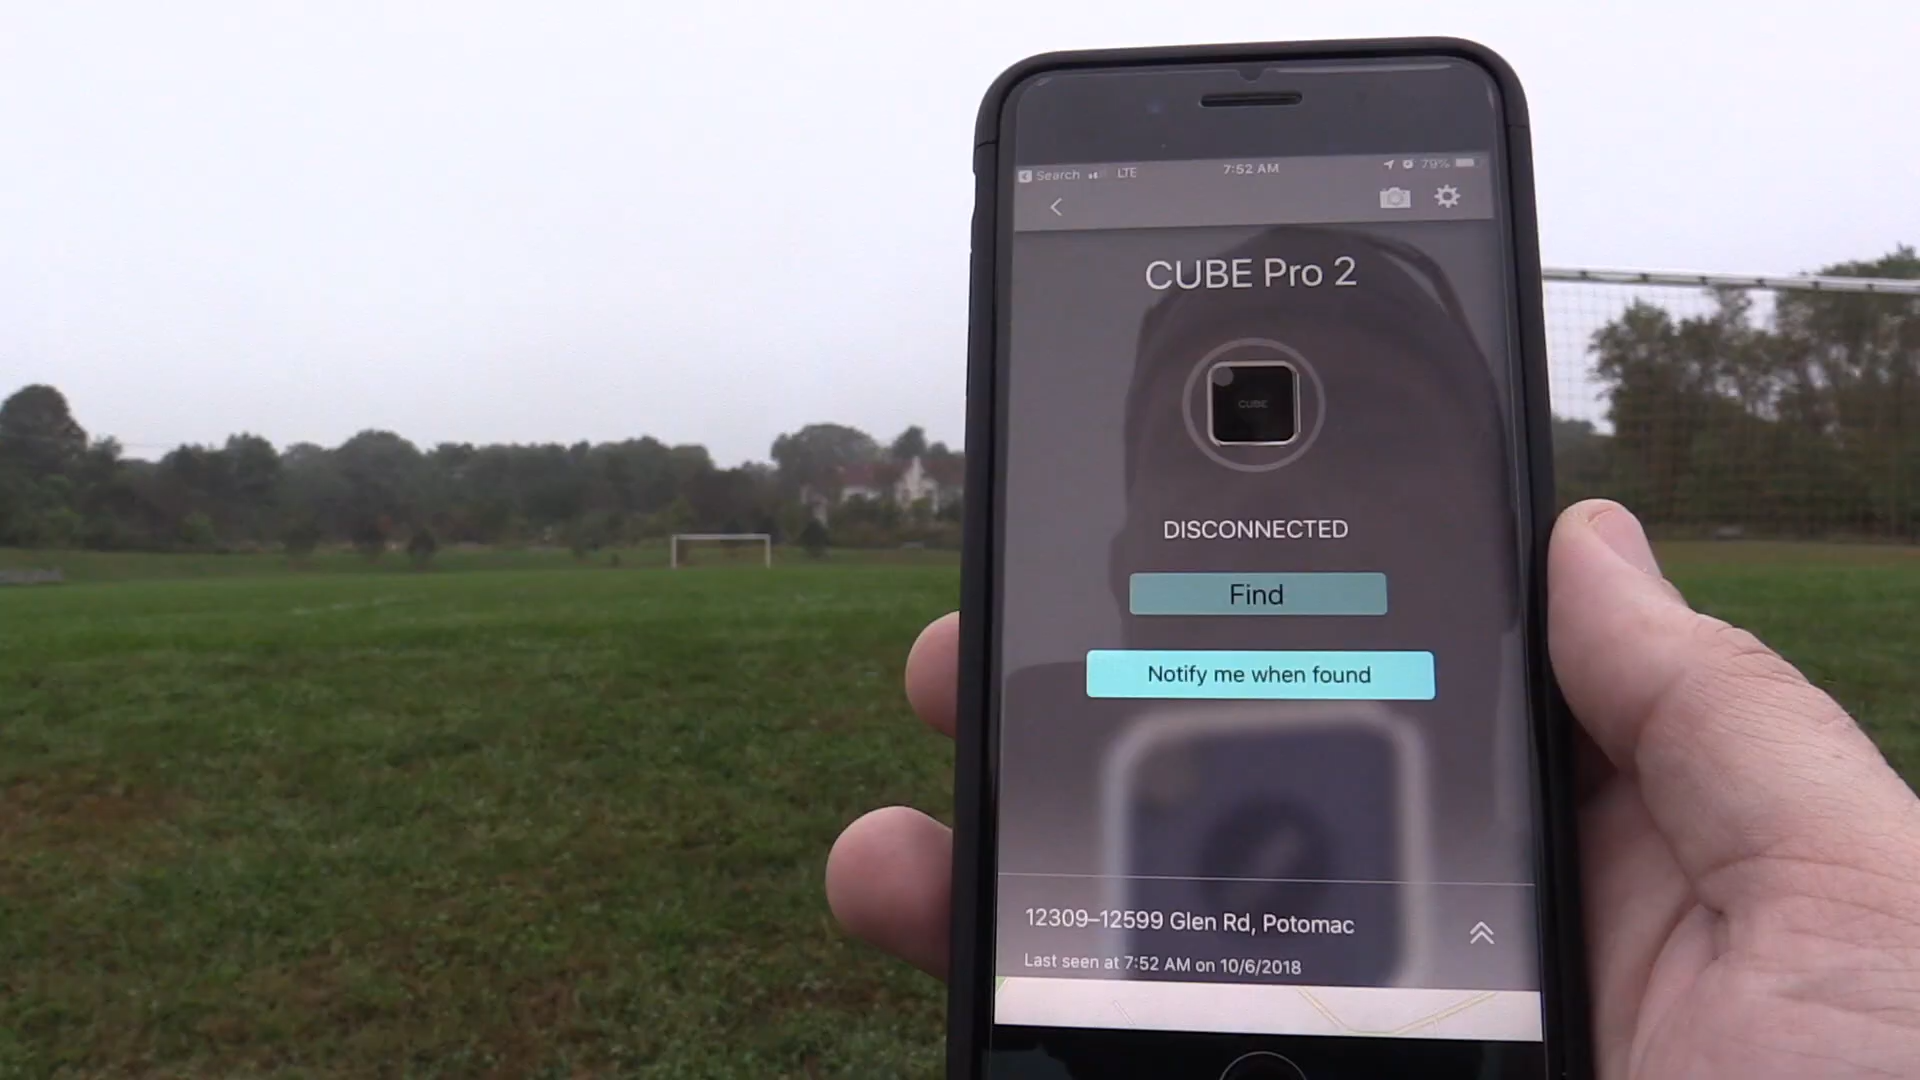 Search LTE 7:52 AM 79%
CUBE Pro 2
CUBE
DISCONNECTED
Find
Notify me when found
12309–12599 Glen Rd, Potomac
Last seen at 7:52 AM on 10/6/2018